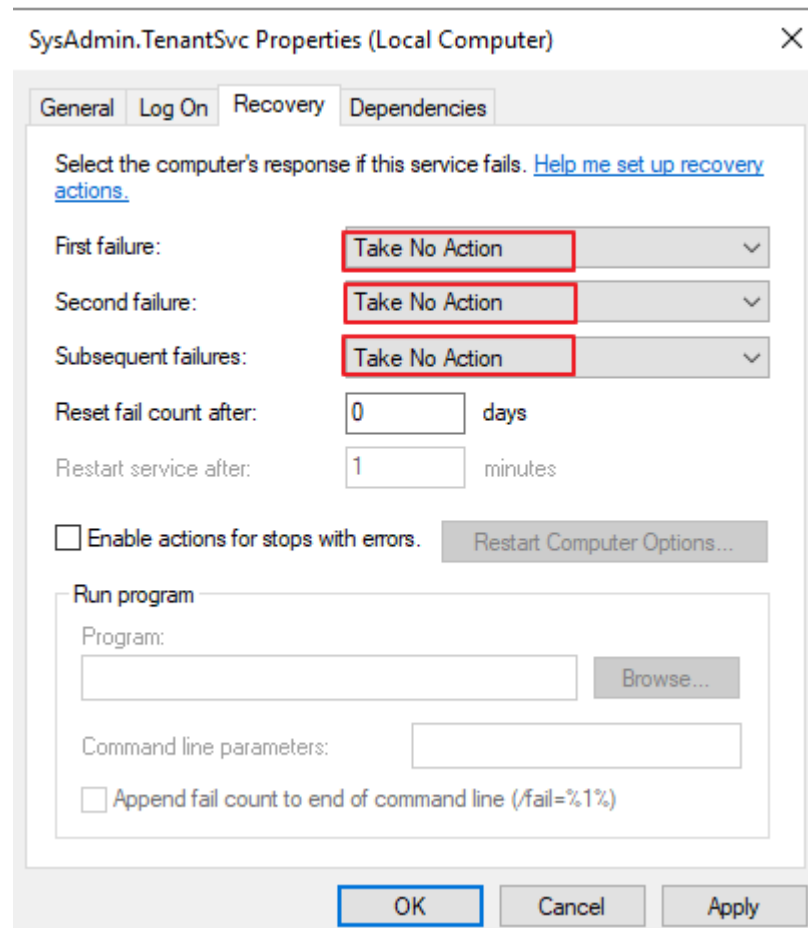 SysAdmin.TenantSvc Properties (Local Computer)
General Log On Recovery Dependencies
Select the computer's response if this service fails. Help me set up recovery
actions.
First failure: Take No Action
Second failure: Take No Action
Subsequent failures: Take No Action
Reset fail count after: 0 days
Restart service after: 1 minutes
Enable actions for stops with errors. Restart Computer Options...
Run program
Program:
Browse...
Command line parameters:
Append fail count to end of command line (/fail=%1%)
OK Cancel Apply